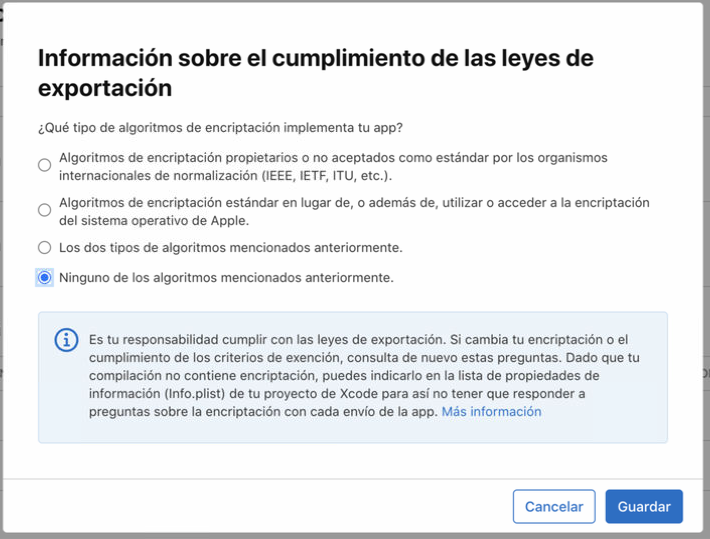 Información sobre el cumplimiento de las leyes de
exportación
¿Qué tipo de algoritmos de encriptación implementa tu app?
Algoritmos de encriptación propietarios o no aceptados como estándar por los organismos
internacionales de normalización (IEEE, IETF, ITU, etc.).
Algoritmos de encriptación estándar en lugar de, o además de, utilizar o acceder a la encriptación
del sistema operativo de Apple.
Los dos tipos de algoritmos mencionados anteriormente.
Ninguno de los algoritmos mencionados anteriormente.
Es tu responsabilidad cumplir con las leyes de exportación. Si cambia tu encriptación o el
cumplimiento de los criterios de exención, consulta de nuevo estas preguntas. Dado que tu
compilación no contiene encriptación, puedes indicarlo en la lista de propiedades de
información (Info.plist) de tu proyecto de Xcode para así no tener que responder a
preguntas sobre la encriptación con cada envío de la app. Más información
Cancelar
Guardar